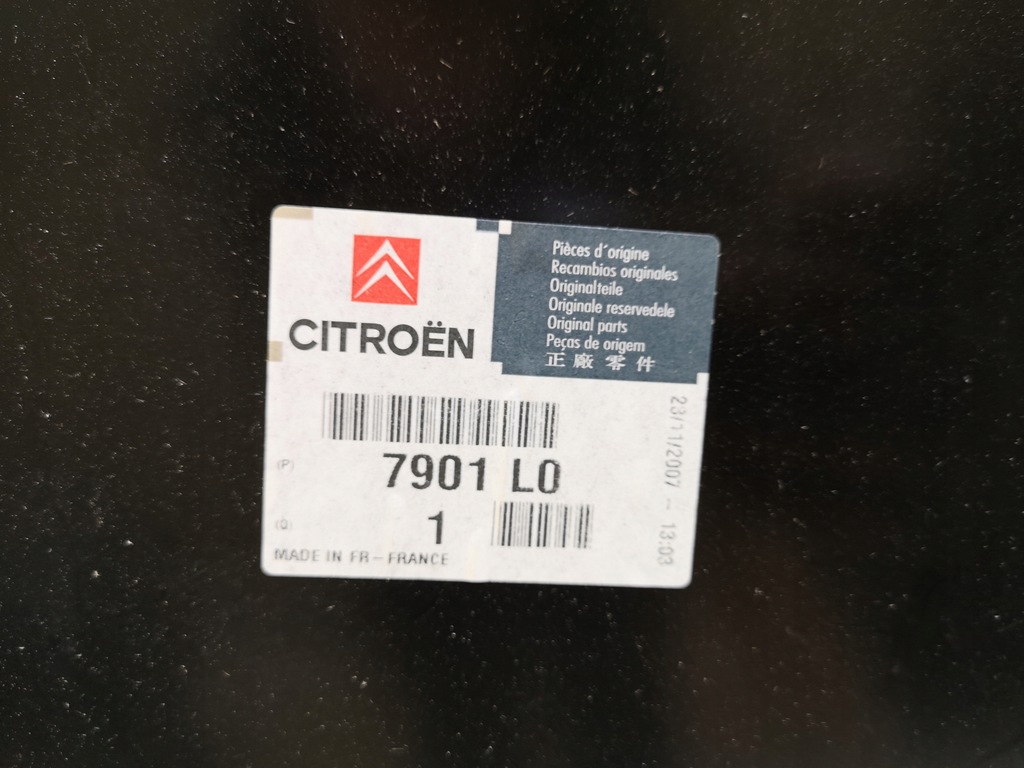 CITROËN
Pièces d´origine
Recambios originales
Originalteile
Originale reservedele
Original parts
Peças de origem
正廠零件
23/11/2007 - 13:03
(P) 7901 L0
(Q) 1
MADE IN FR - FRANCE